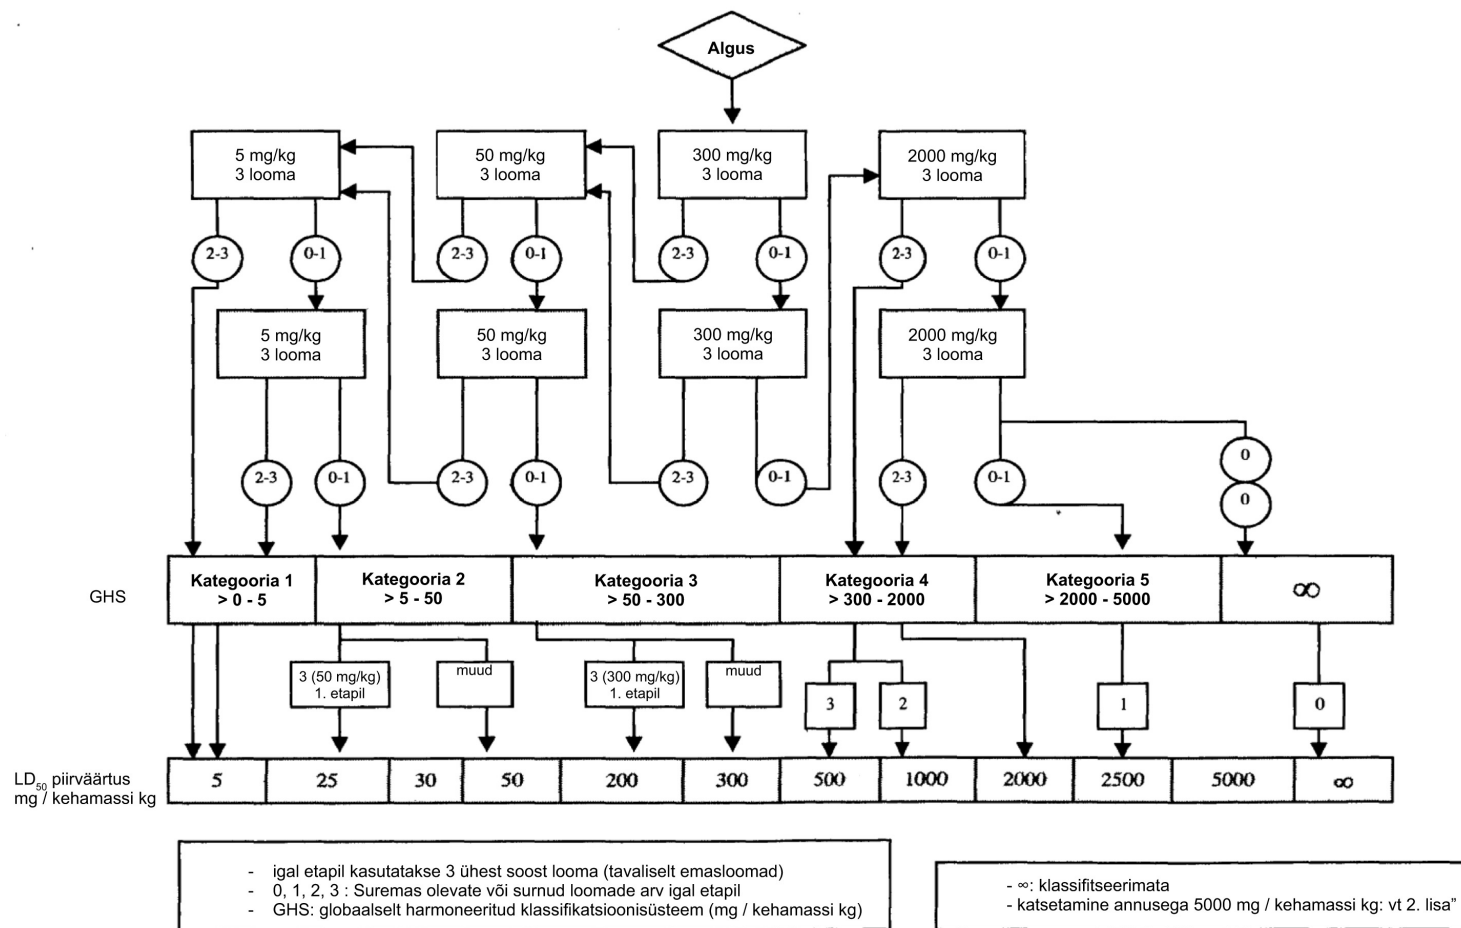 Algus
5 mg/kg
3 looma
50 mg/kg
3 looma
300 mg/kg
3 looma
2000 mg/kg
3 looma
2-3
0-1
2-3
0-1
2-3
0-1
2-3
0-1
5 mg/kg
3 looma
50 mg/kg
3 looma
300 mg/kg
3 looma
2000 mg/kg
3 looma
2-3
0-1
2-3
0-1
2-3
0-1
2-3
0-1
0
0
GHS
Kategooria 1
> 0 - 5
Kategooria 2
> 5 - 50
Kategooria 3
> 50 - 300
Kategooria 4
> 300 - 2000
Kategooria 5
> 2000 - 5000
∞
3 (50 mg/kg)
1. etapil
muud
3 (300 mg/kg)
1. etapil
muud
3
2
1
0
LD50 piirväärtus
mg / kehamassi kg
5
25
30
50
200
300
500
1000
2000
2500
5000
∞
- igal etapil kasutatakse 3 ühest soost looma (tavaliselt emasloomad)
- 0, 1, 2, 3 : Suremas olevate või surnud loomade arv igal etapil
- GHS: globaalselt harmoneeritud klassifikatsioonisüsteem (mg / kehamassi kg)
- ∞: klassifitseerimata
- katsetamine annusega 5000 mg / kehamassi kg: vt 2. lisa”